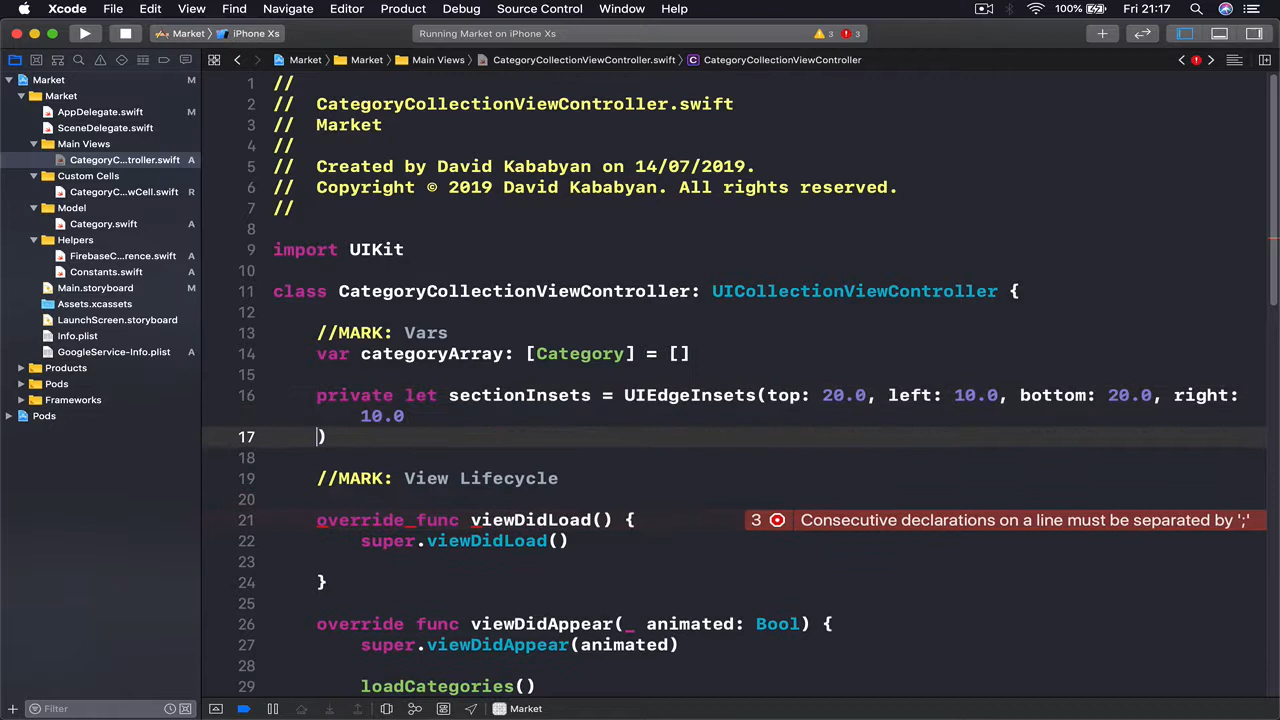 Xcode File Edit View Find Navigate Editor Product Debug Source Control Window Help 100% Fri 21:17
Market iPhone Xs Running Market on iPhone Xs 3 3
Market Market Main Views CategoryCollectionViewController.swift CategoryCollectionViewController
Market M
Market
AppDelegate.swift M
SceneDelegate.swift
Main Views
CategoryC...troller.swift A
Custom Cells
CategoryC...wCell.swift R
Model
Category.swift A
Helpers
FirebaseC...rence.swift A
Constants.swift A
Main.storyboard M
Assets.xcassets
LaunchScreen.storyboard
Info.plist
GoogleService-Info.plist A
Products
Pods
Frameworks
Pods
Filter
1 //
2 // CategoryCollectionViewController.swift
3 // Market
4 //
5 // Created by David Kababyan on 14/07/2019.
6 // Copyright © 2019 David Kababyan. All rights reserved.
7 //
8
9 import UIKit
10
11 class CategoryCollectionViewController: UICollectionViewController {
12
13 //MARK: Vars
14 var categoryArray: [Category] = []
15
16 private let sectionInsets = UIEdgeInsets(top: 20.0, left: 10.0, bottom: 20.0, right:
10.0
17 )
18
19 //MARK: View Lifecycle
20
21 override func viewDidLoad() { 3 Consecutive declarations on a line must be separated by ';'
22 super.viewDidLoad()
23
24 }
25
26 override func viewDidAppear(_ animated: Bool) {
27 super.viewDidAppear(animated)
28
29 loadCategories()
Market